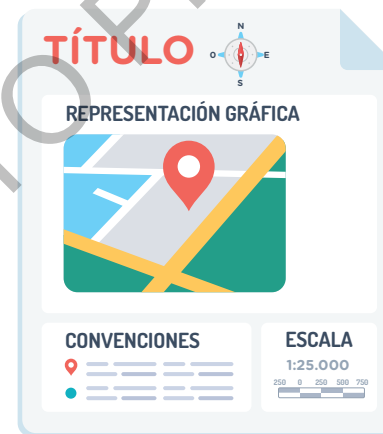 N
TÍTULO
O E
S
REPRESENTACIÓN GRÁFICA
CONVENCIONES
ESCALA
1:25.000
250 0 250 500 750